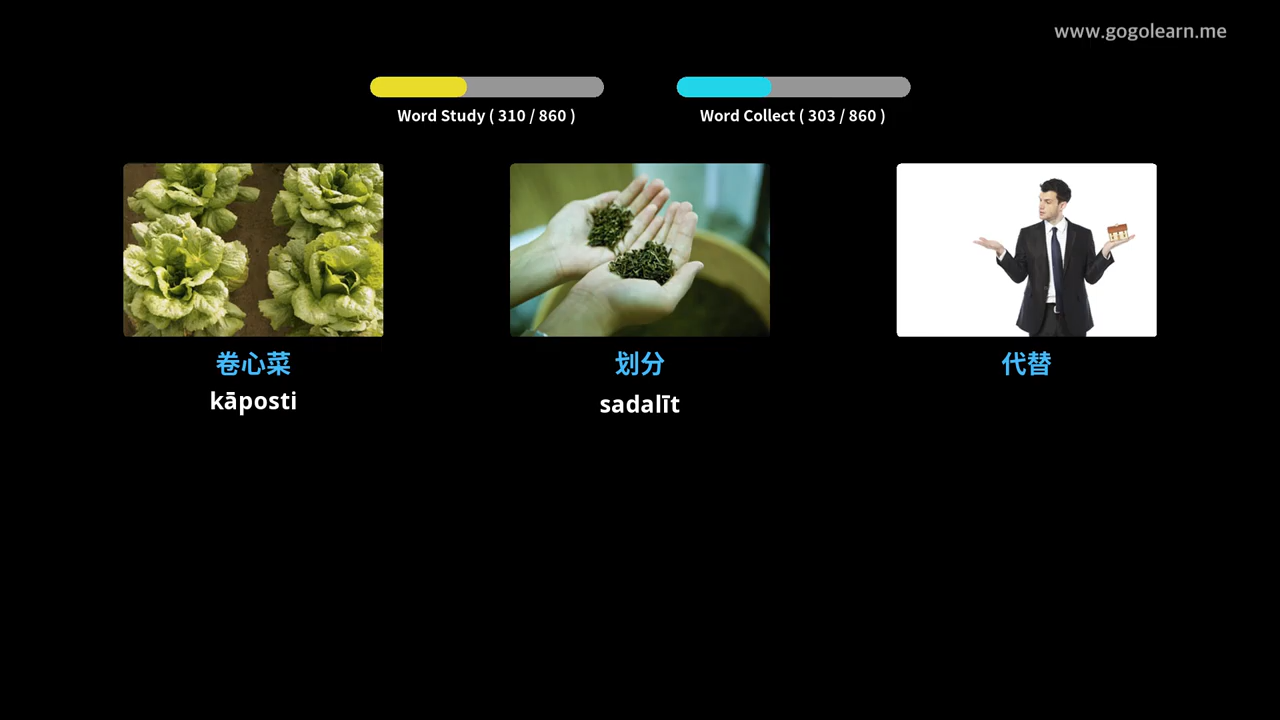 www.gogolearn.me
Word Study ( 310 / 860 )
Word Collect ( 303 / 860 )
卷心菜
kāposti
划分
sadalīt
代替